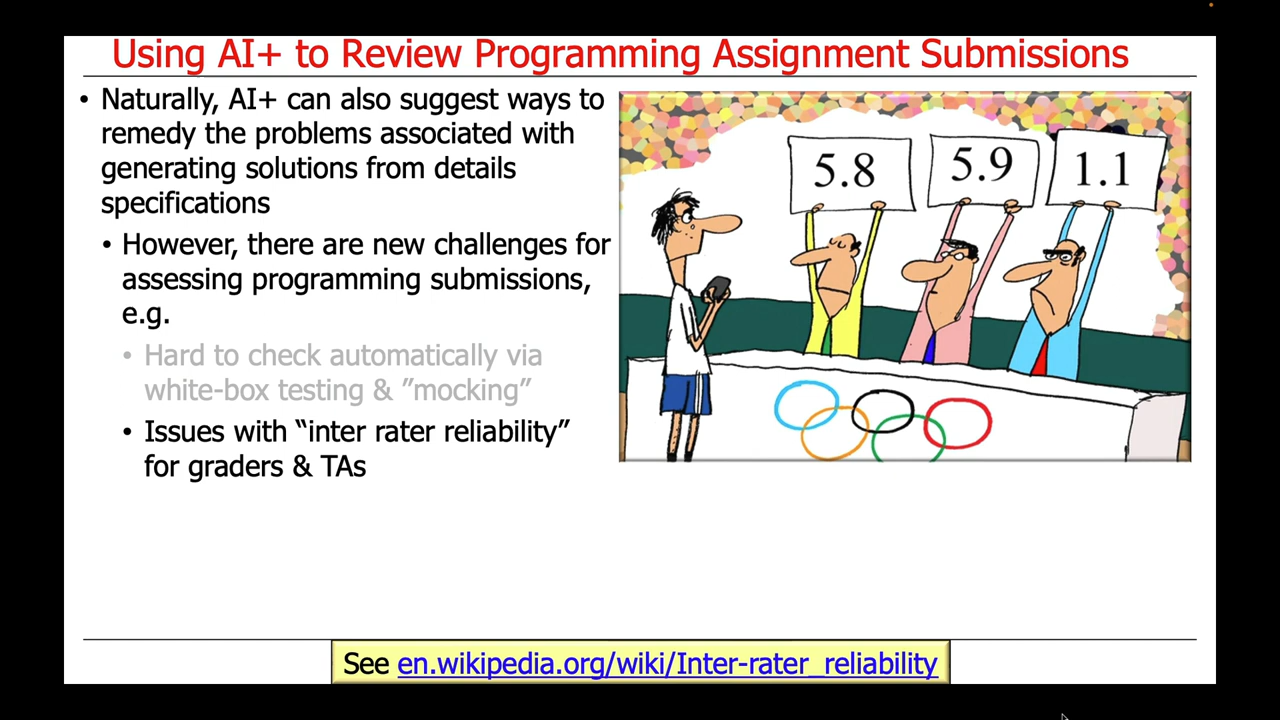 Using AI+ to Review Programming Assignment Submissions
• Naturally, AI+ can also suggest ways to
remedy the problems associated with
generating solutions from details
specifications
• However, there are new challenges for
assessing programming submissions,
e.g.
• Hard to check automatically via
white-box testing & ”mocking”
• Issues with “inter rater reliability”
for graders & TAs
5.8
5.9
1.1
See en.wikipedia.org/wiki/Inter-rater_reliability